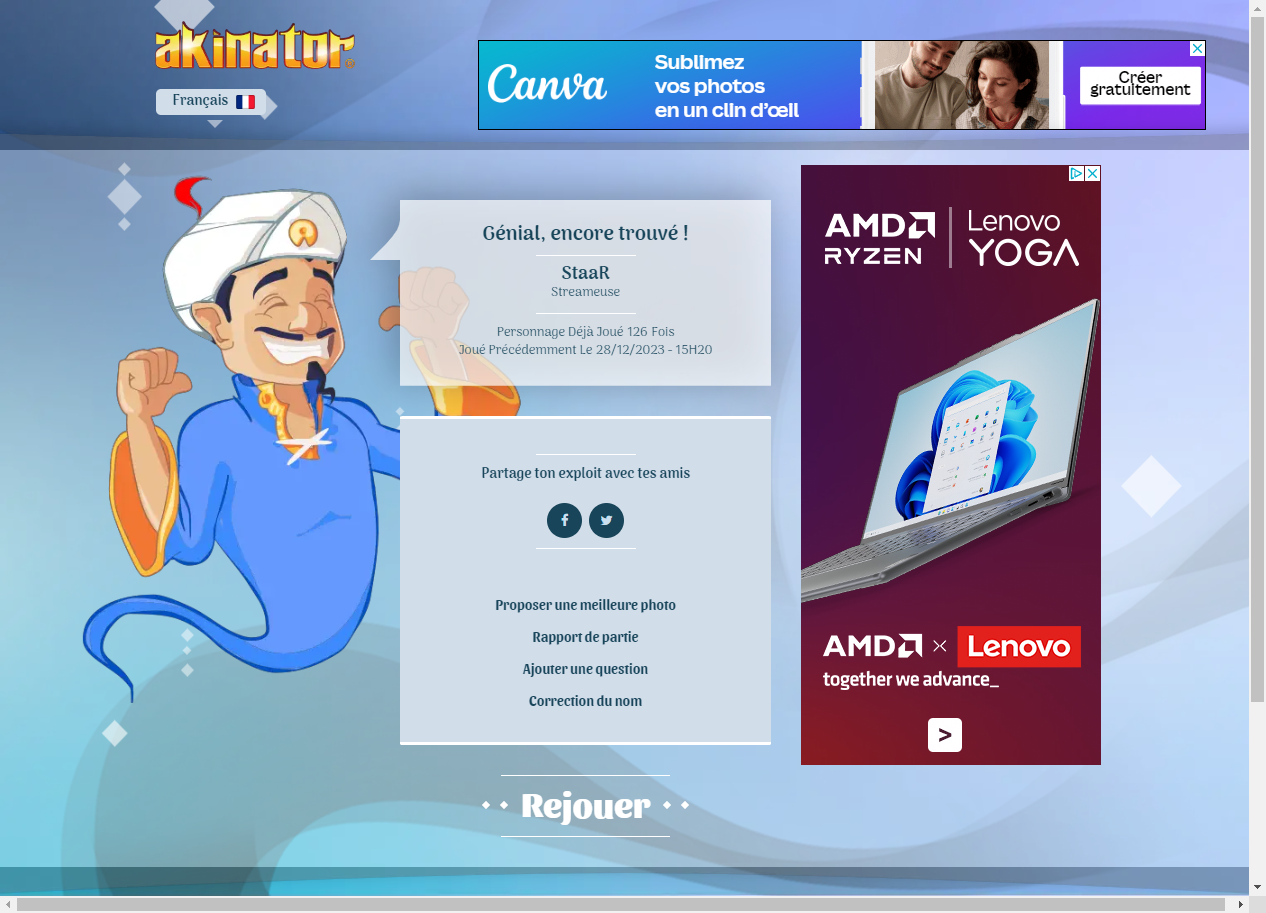 akinator
Français
Canva
Sublimez
vos photos
en un clin d'œil
Créer
gratuitement
Génial, encore trouvé !
StaaR
Streameuse
Personnage Déjà Joué 126 Fois
Joué Précédemment Le 28/12/2023 - 15H20
Partage ton exploit avec tes amis
Proposer une meilleure photo
Rapport de partie
Ajouter une question
Correction du nom
Rejouer
AMD
RYZEN
Lenovo
YOGA
AMD × Lenovo
together we advance_
>